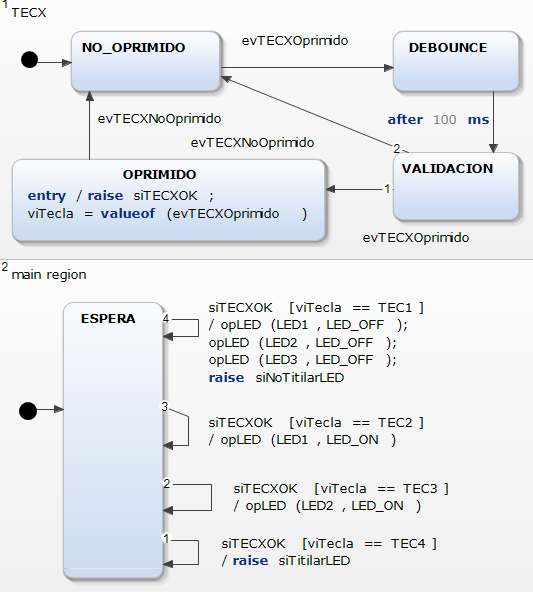 1
TECX
NO_OPRIMIDO
evTECXOprimido
DEBOUNCE
after 100 ms
evTECXNoOprimido
evTECXNoOprimido
2
VALIDACION
1
OPRIMIDO
entry / raise siTECXOK ;
viTecla = valueof (evTECXOprimido )
evTECXOprimido
2
main region
ESPERA
4
siTECXOK [viTecla == TEC1 ]
/ opLED (LED1 , LED_OFF );
opLED (LED2 , LED_OFF );
opLED (LED3 , LED_OFF );
raise siNoTitilarLED
3
siTECXOK [viTecla == TEC2 ]
/ opLED (LED1 , LED_ON )
2
siTECXOK [viTecla == TEC3 ]
/ opLED (LED2 , LED_ON )
1
siTECXOK [viTecla == TEC4 ]
/ raise siTitilarLED